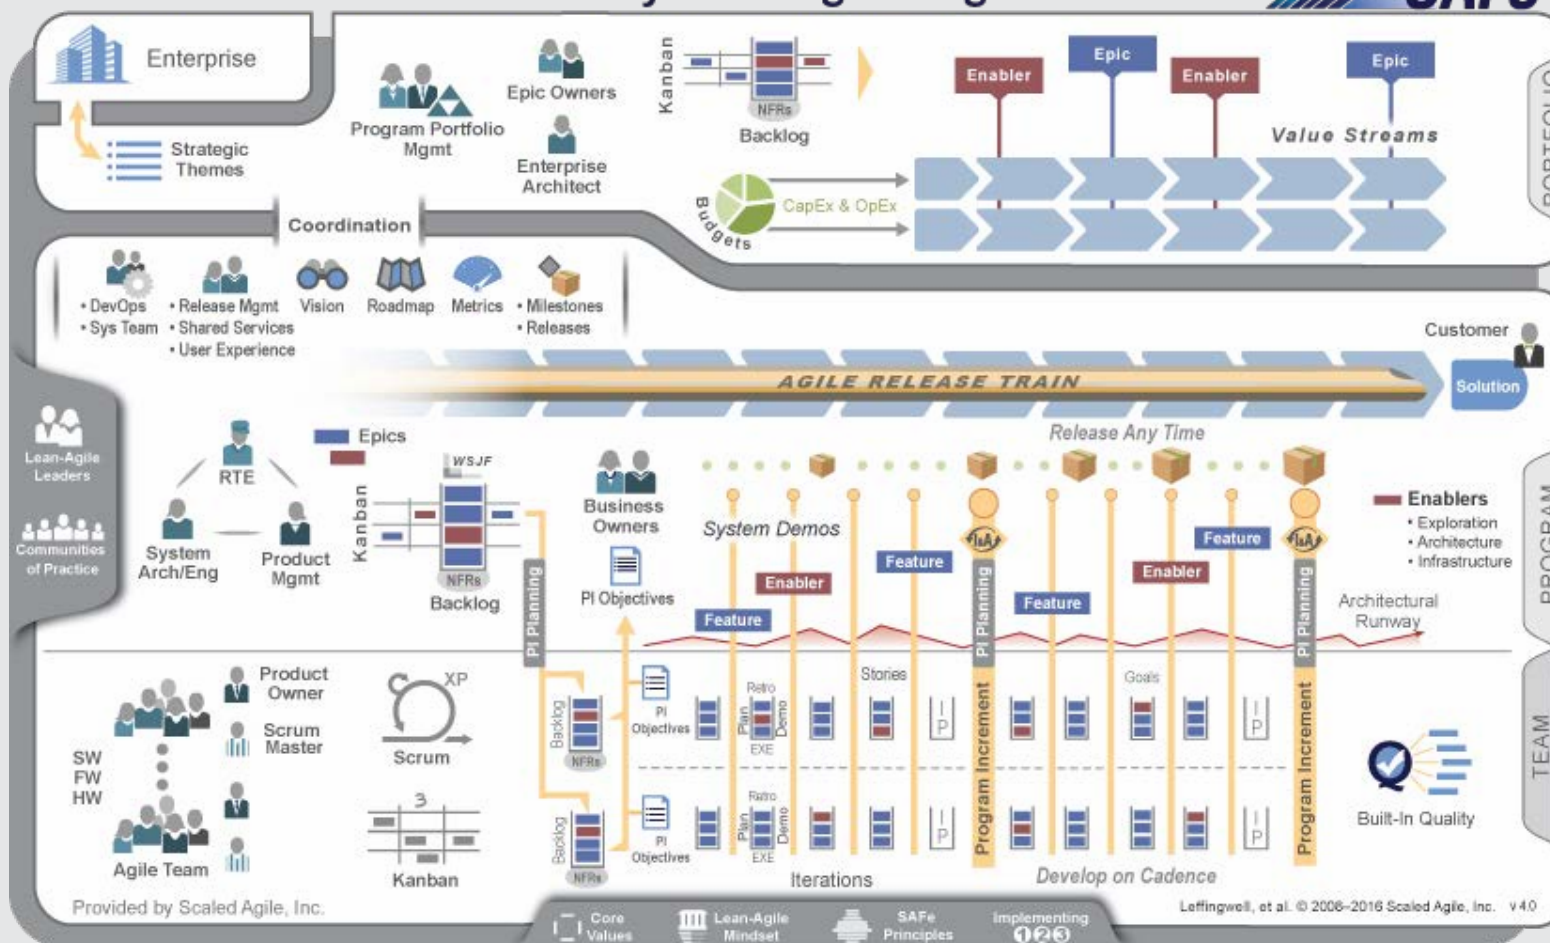 Enterprise
Strategic
Themes
Program Portfolio
Mgmt
Epic Owners
Enterprise
Architect
Kanban
NFRs
Backlog
Enabler
Epic
Enabler
Epic
Value Streams
Budgets
CapEx & OpEx
PORTFOLIO
Coordination
• DevOps
• Sys Team
• Release Mgmt
• Shared Services
• User Experience
Vision
Roadmap
Metrics
• Milestones
• Releases
Customer
Solution
AGILE RELEASE TRAIN
Release Any Time
Lean-Agile
Leaders
Communities
of Practice
RTE
System
Arch/Eng
Product
Mgmt
Epics
WSJF
Kanban
NFRs
Backlog
PI Planning
Business
Owners
PI Objectives
System Demos
Feature
Enabler
Feature
I&A
PI Planning
Feature
Enabler
Feature
I&A
PI Planning
Enablers
• Exploration
• Architecture
• Infrastructure
Architectural
Runway
PROGRAM
SW
FW
HW
Product
Owner
Scrum
Master
Agile Team
XP
Scrum
3
Kanban
Backlog
NFRs
Backlog
NFRs
PI
Objectives
PI
Objectives
Stories
Goals
Retro
Plan
Demo
EXE
I
P
I
P
Retro
Plan
Demo
EXE
I
P
I
P
Program Increment
Program Increment
Iterations
Develop on Cadence
Built-In Quality
TEAM
Provided by Scaled Agile, Inc.
Leffingwell, et al. © 2008–2016 Scaled Agile, Inc. v 4.0
Core
Values
Lean-Agile
Mindset
SAFe
Principles
Implementing
1 2 3